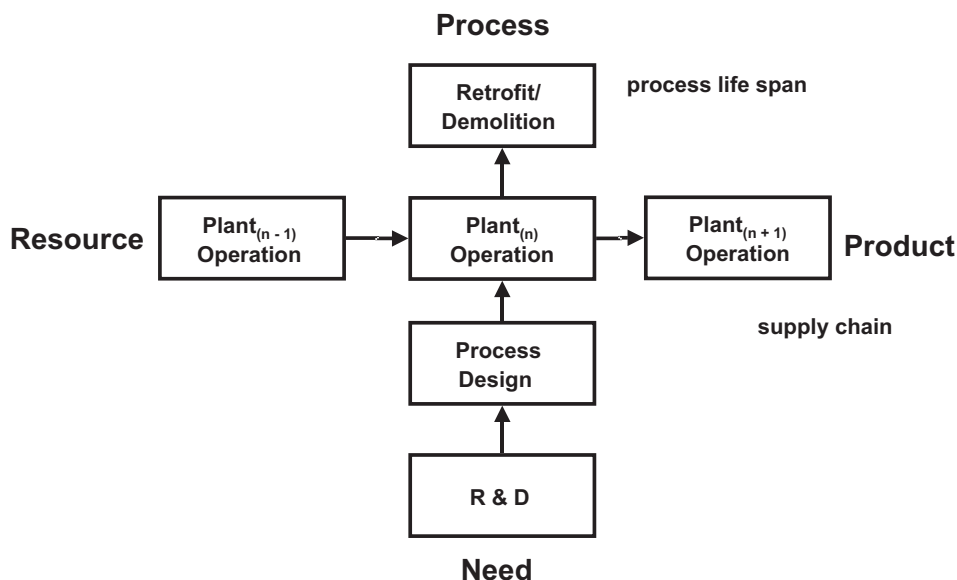 Process
Retrofit/
Demolition
process life span
Resource
Plant(n - 1)
Operation
Plant(n)
Operation
Plant(n + 1)
Operation
Product
supply chain
Process
Design
R & D
Need